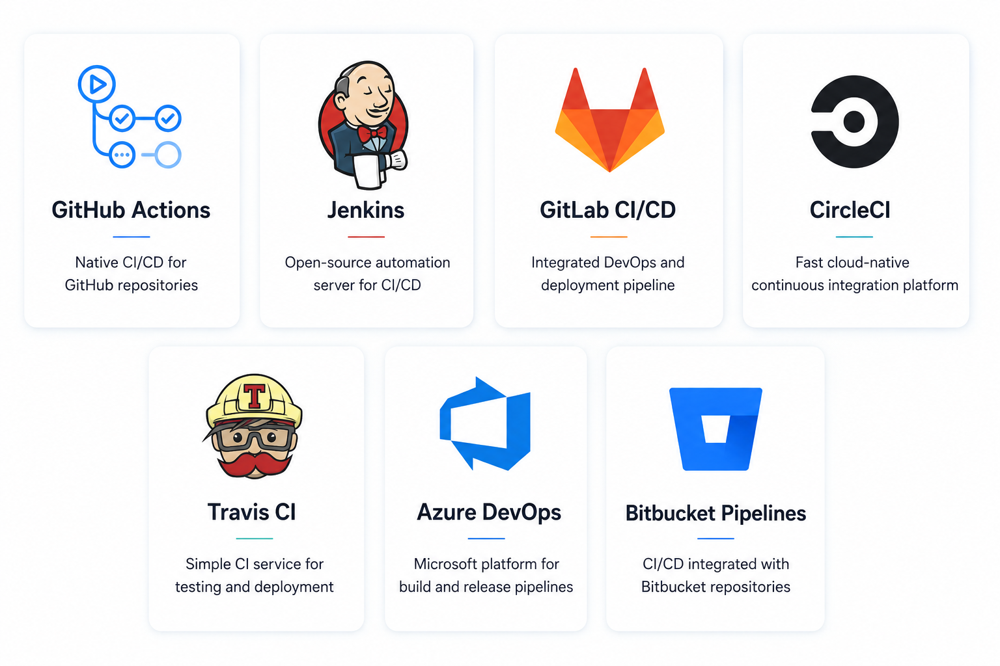 GitHub Actions
Native CI/CD for
GitHub repositories
Jenkins
Open-source automation
server for CI/CD
GitLab CI/CD
Integrated DevOps and
deployment pipeline
CircleCI
Fast cloud-native
continuous integration platform
T
Travis CI
Simple CI service for
testing and deployment
Azure DevOps
Microsoft platform for
build and release pipelines
Bitbucket Pipelines
CI/CD integrated with
Bitbucket repositories